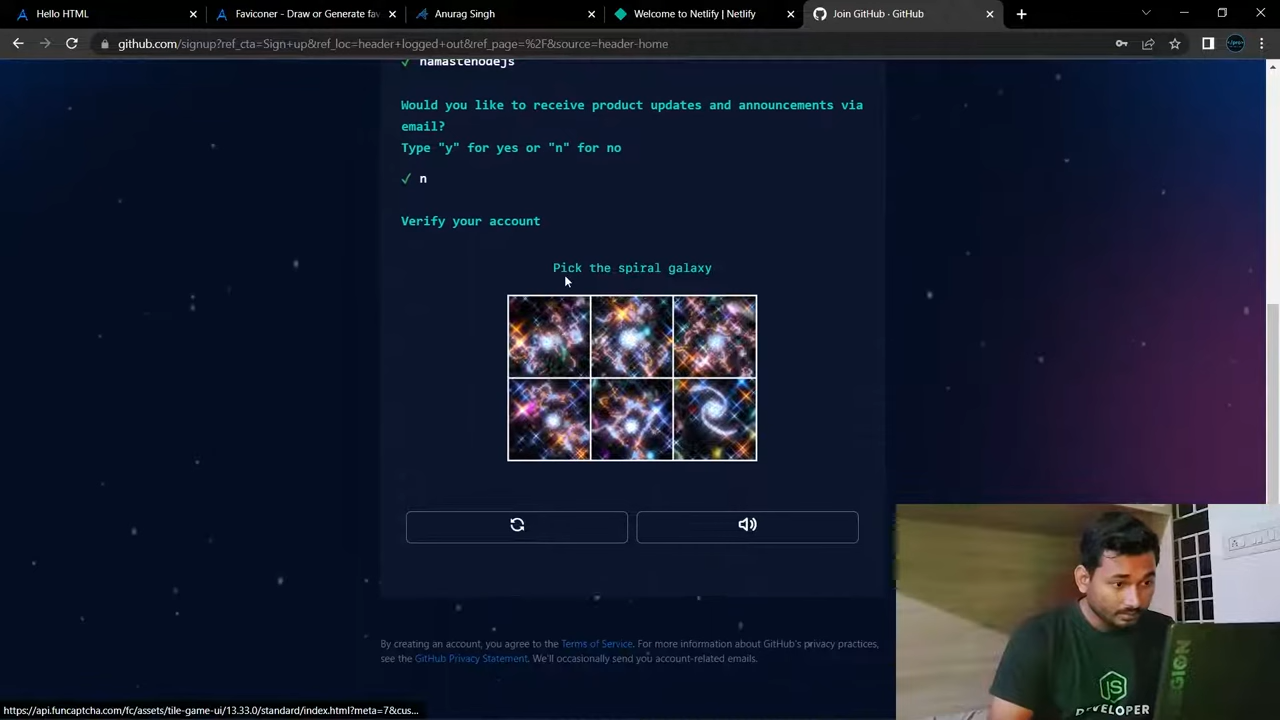 Hello HTML
Faviconer - Draw or Generate fav
Anurag Singh
Welcome to Netlify | Netlify
Join GitHub · GitHub
github.com/signup?ref_cta=Sign+up&ref_loc=header+logged+out&ref_page=%2F&source=header-home
✓ namastenodejs
Would you like to receive product updates and announcements via
email?
Type "y" for yes or "n" for no
✓ n
Verify your account
Pick the spiral galaxy
By creating an account, you agree to the Terms of Service. For more information about GitHub's privacy practices,
see the GitHub Privacy Statement. We'll occasionally send you account-related emails.
https://api.funcaptcha.com/fc/assets/tile-game-ui/13.33.0/standard/index.html?meta=7&cus...
JS
DEVELOPER